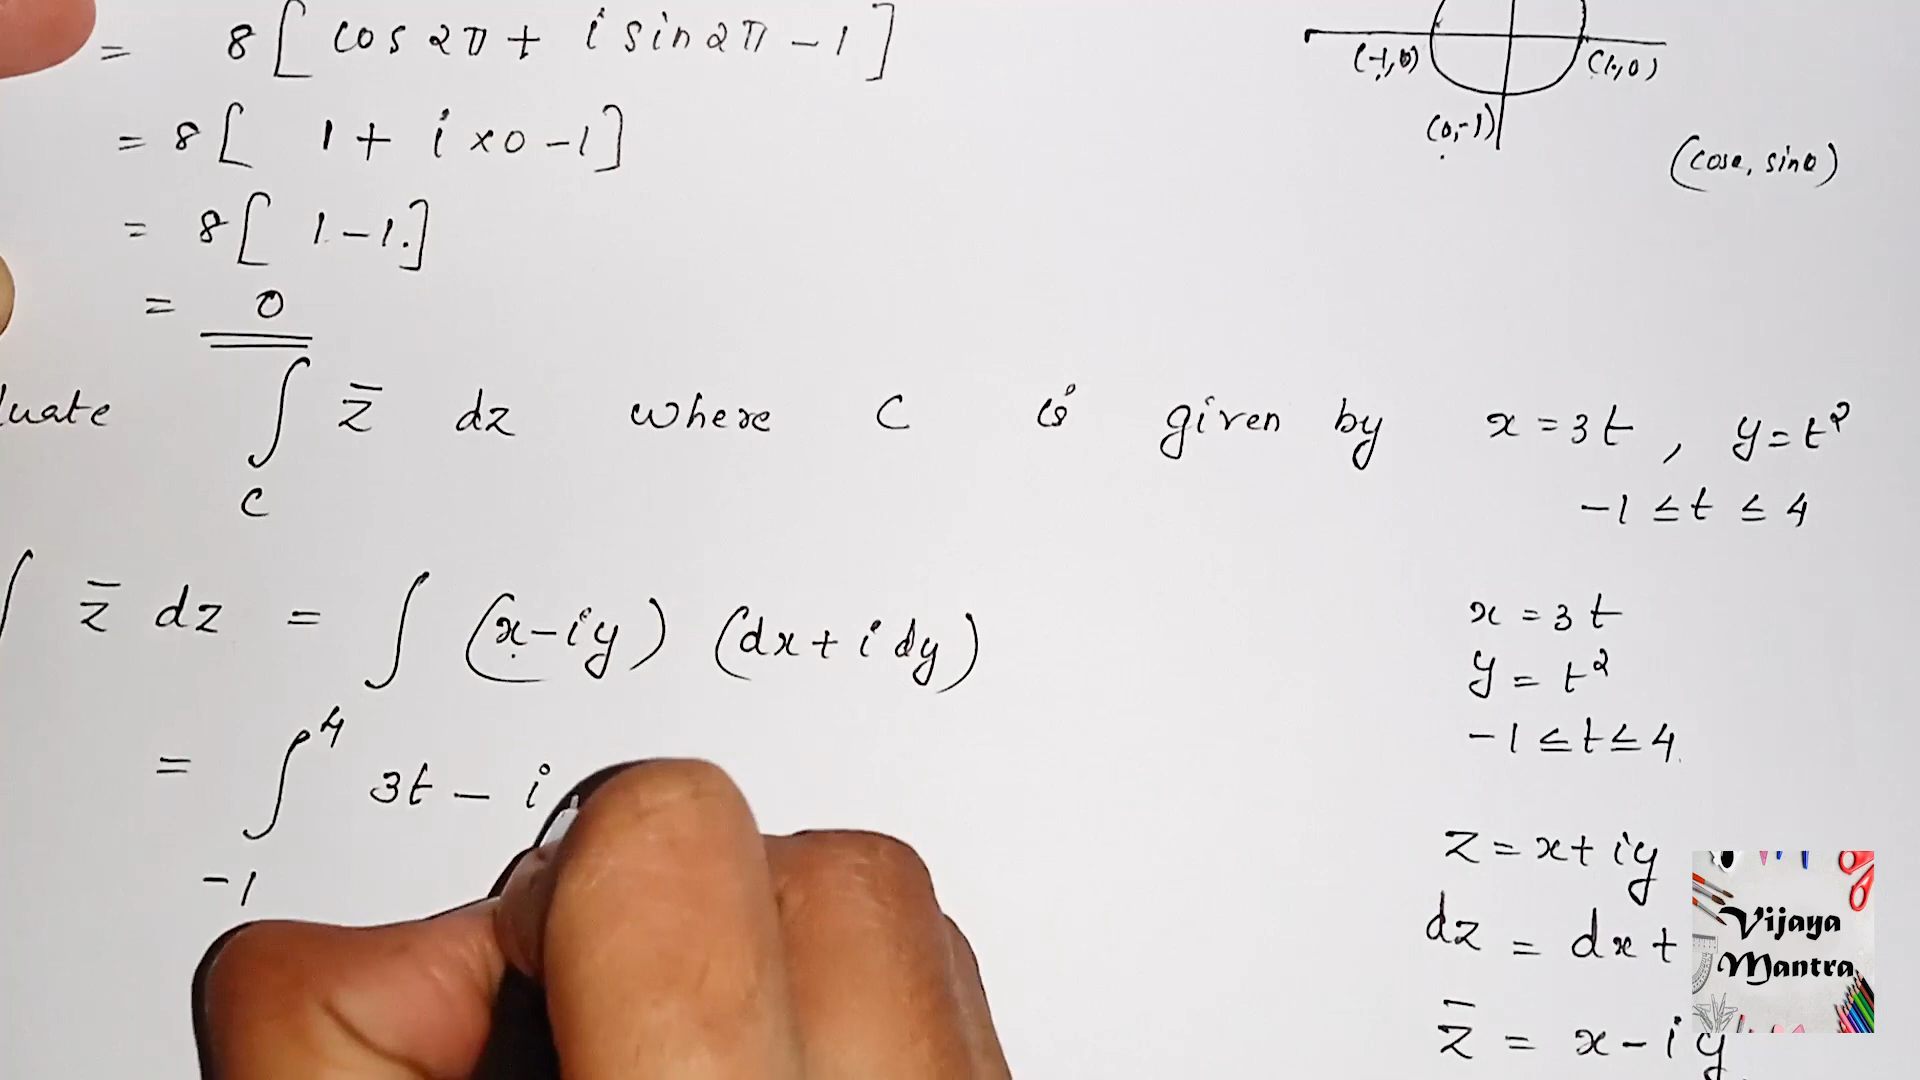 = 8[ cos 2π + i sin 2π - 1 ]
= 8[ 1 + i × 0 - 1 ]
= 8[ 1 - 1 ]
= 0
(-1,0) (1,0)
(0,-1)
(cosθ, sinθ)
luate ∫ z̄ dz where C is given by x = 3t , y = t²
C
-1 ≤ t ≤ 4
∫ z̄ dz = ∫ (x - iy) (dx + i dy)
= ∫ 4 3t - i
-1
x = 3t
y = t²
-1 ≤ t ≤ 4
z = x + iy
dz = dx +
z̄ = x - iy
Vijaya
Mantra